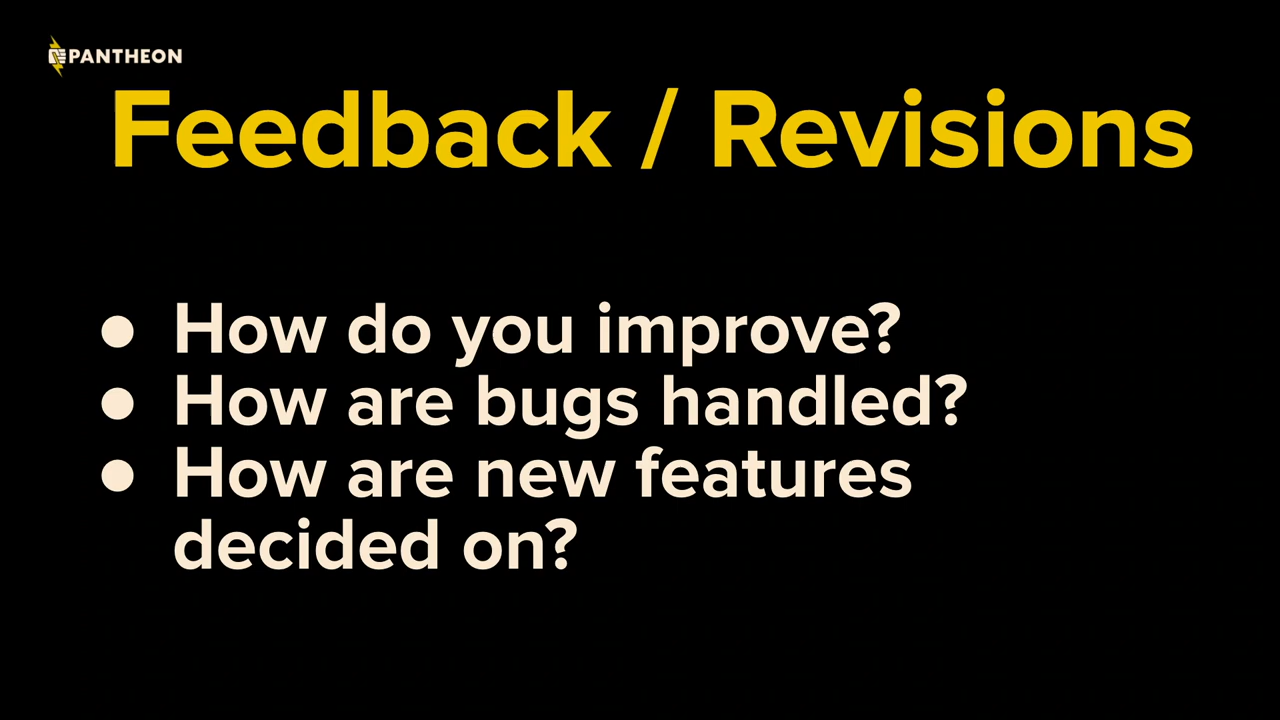 PANTHEON
Feedback / Revisions
● How do you improve?
● How are bugs handled?
● How are new features
decided on?